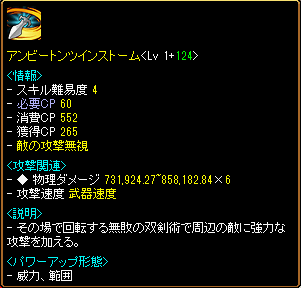 アンビートンツインストーム<Lv 1+124>
<情報>
- スキル難易度 4
- 必要CP 60
- 消費CP 552
- 獲得CP 265
- 敵の攻撃無視
<攻撃関連>
- ◆ 物理ダメージ 731,924.27~858,182.84×6
- 攻撃速度 武器速度
<説明>
- その場で回転する無敗の双剣術で周辺の敵に強力な
攻撃を加える。
<パワーアップ形態>
- 威力、範囲